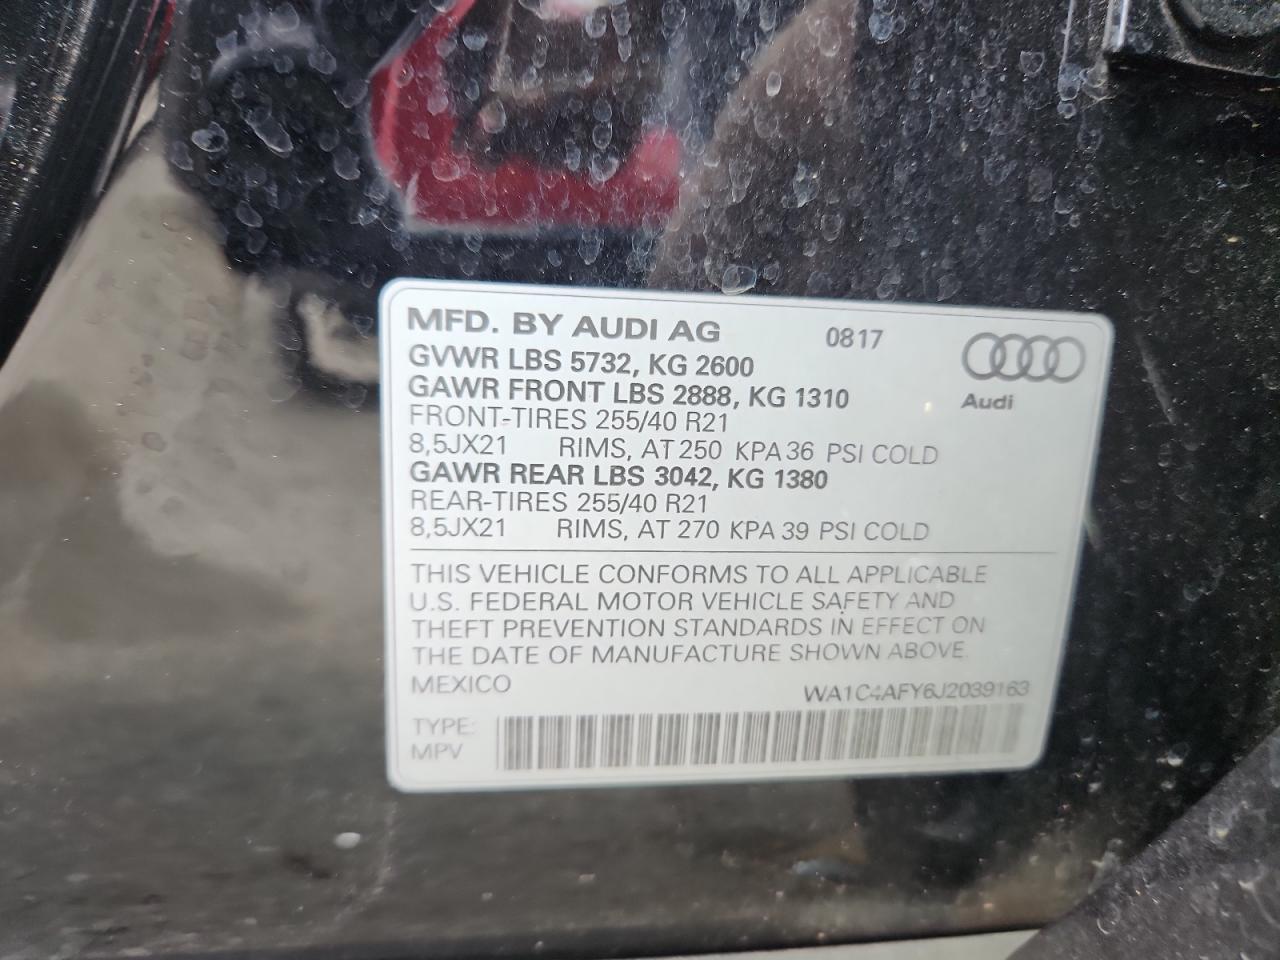 MFD. BY AUDI AG 0817
GVWR LBS 5732, KG 2600
GAWR FRONT LBS 2888, KG 1310
Audi
FRONT-TIRES 255/40 R21
8,5JX21 RIMS, AT 250 KPA 36 PSI COLD
GAWR REAR LBS 3042, KG 1380
REAR-TIRES 255/40 R21
8,5JX21 RIMS, AT 270 KPA 39 PSI COLD
THIS VEHICLE CONFORMS TO ALL APPLICABLE
U.S. FEDERAL MOTOR VEHICLE SAFETY AND
THEFT PREVENTION STANDARDS IN EFFECT ON
THE DATE OF MANUFACTURE SHOWN ABOVE.
MEXICO WA1C4AFY6J2039163
TYPE:
MPV